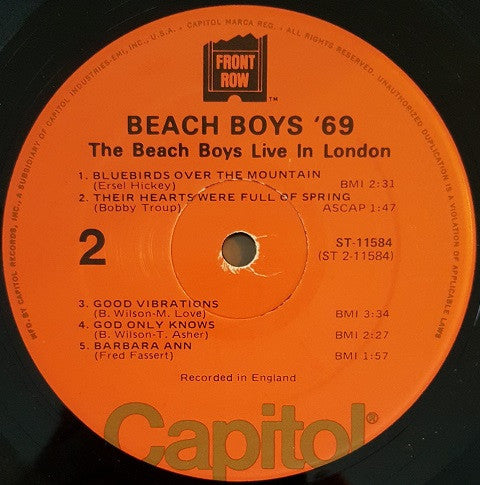 FRONT
ROW
™
BEACH BOYS '69
The Beach Boys Live In London
1. BLUEBIRDS OVER THE MOUNTAIN
(Ersel Hickey) BMI 2:31
2. THEIR HEARTS WERE FULL OF SPRING
(Bobby Troup) ASCAP 1:47
2
ST-11584
(ST 2-11584)
3. GOOD VIBRATIONS
(B. Wilson-M. Love) BMI 3:34
4. GOD ONLY KNOWS
(B. Wilson-T. Asher) BMI 2:27
5. BARBARA ANN
(Fred Fassert) BMI 1:57
Recorded in England
Capitol®
MFD. BY CAPITOL RECORDS, INC., A SUBSIDIARY OF CAPITOL INDUSTRIES-EMI, INC., U.S.A. • CAPITOL MARCA REG. • ALL RIGHTS RESERVED. UNAUTHORIZED DUPLICATION IS A VIOLATION OF APPLICABLE LAWS